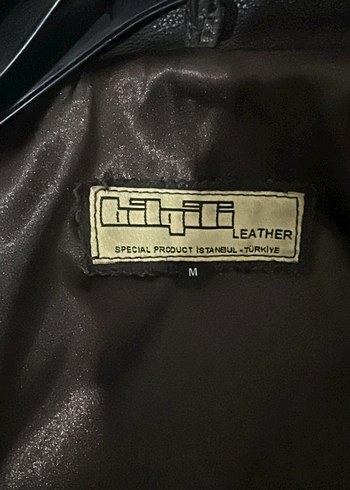 bilgili
LEATHER
SPECIAL PRODUCT İSTANBUL - TÜRKİYE
M